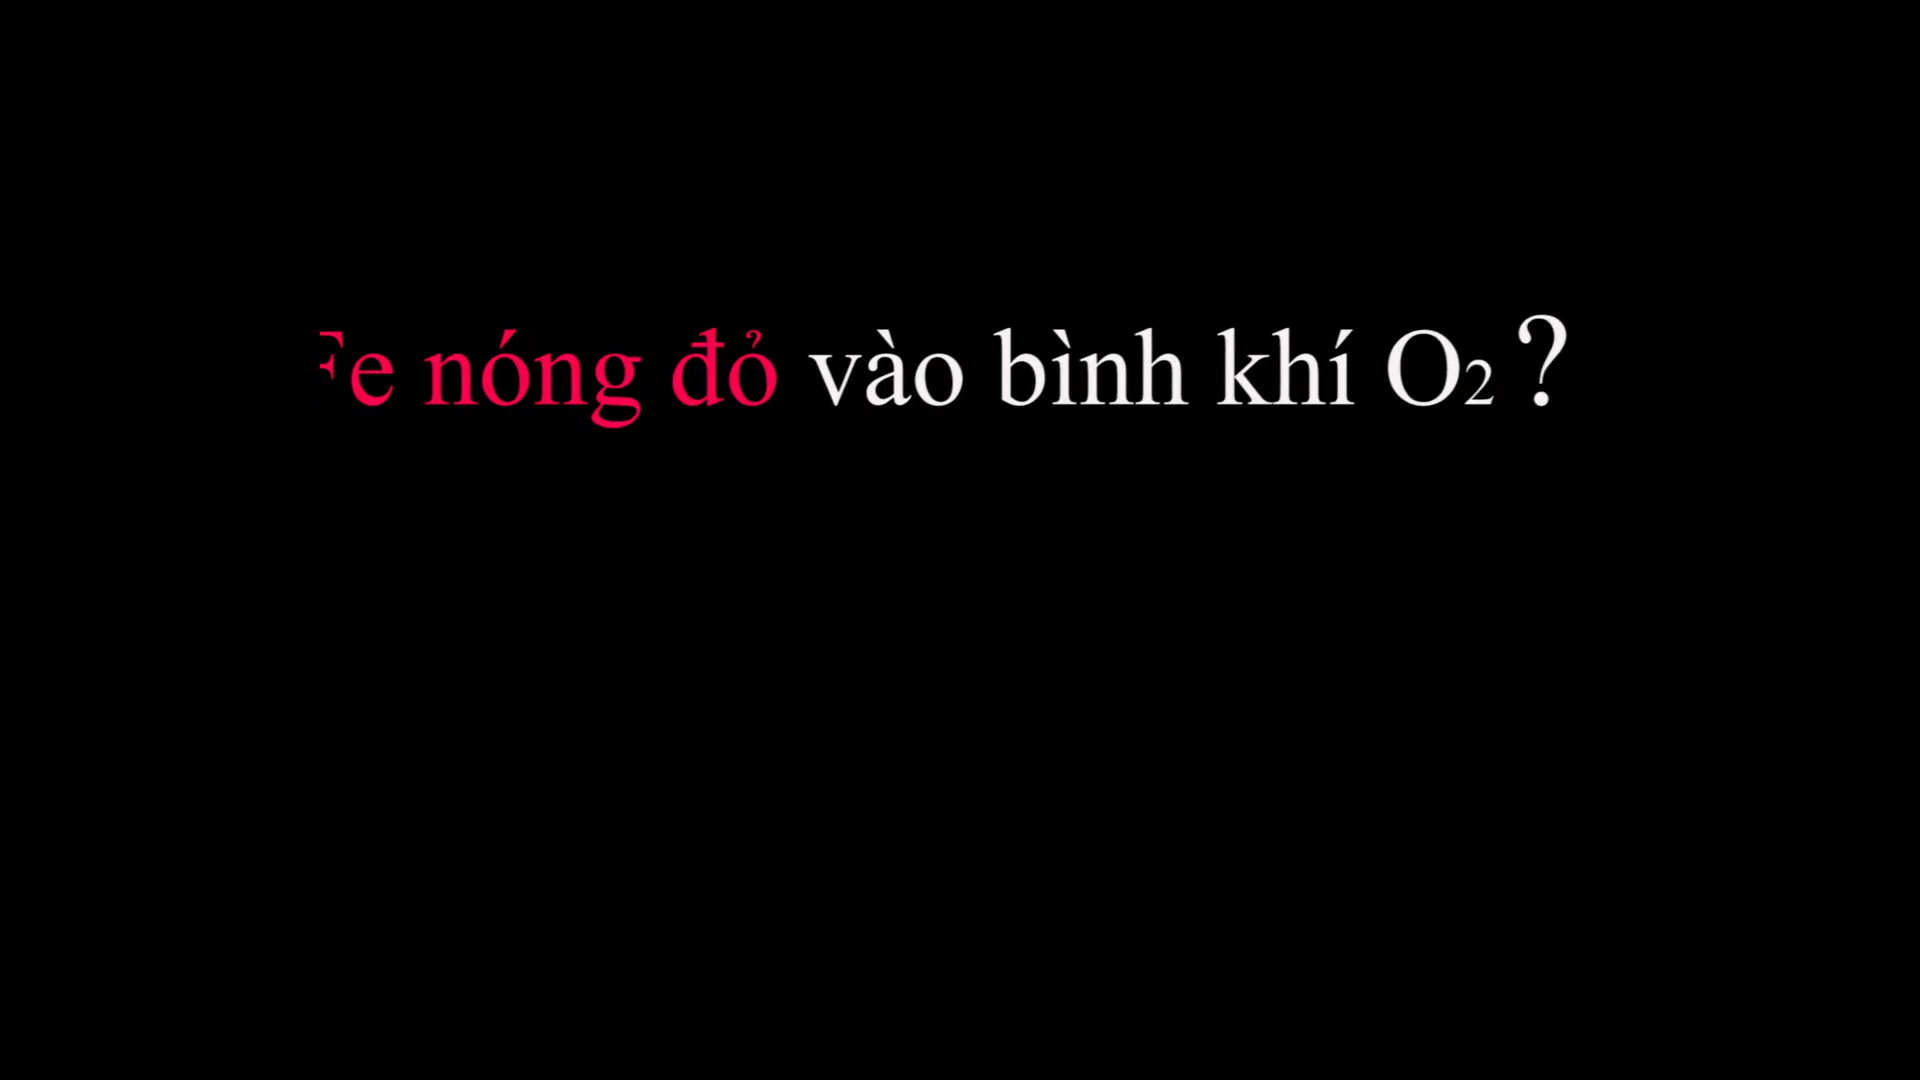 Fe nóng đỏ vào bình khí O₂ ?